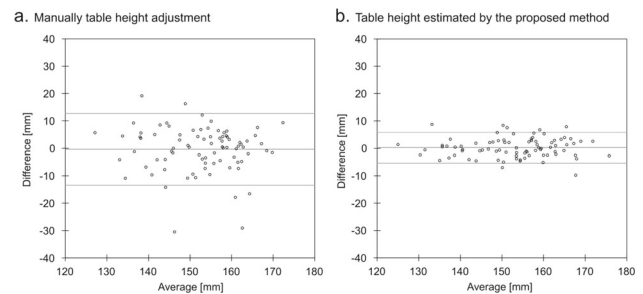 a. Manually table height adjustment
40
30
20
10
0
-10
-20
-30
-40
Difference [mm]
120 130 140 150 160 170 180
Average [mm]
b. Table height estimated by the proposed method
40
30
20
10
0
-10
-20
-30
-40
Difference [mm]
120 130 140 150 160 170 180
Average [mm]